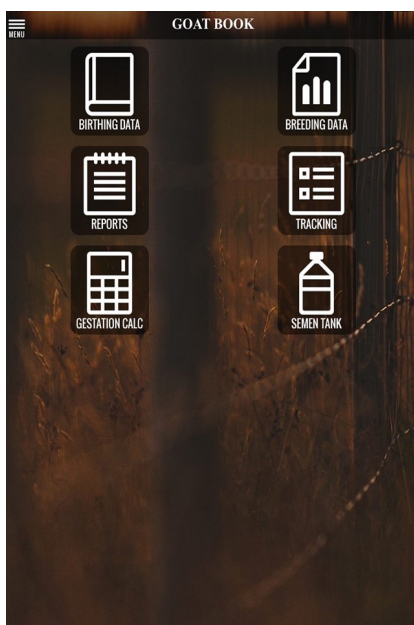 GOAT BOOK
MENU
BIRTHING DATA
BREEDING DATA
REPORTS
TRACKING
GESTATION CALC
SEMEN TANK